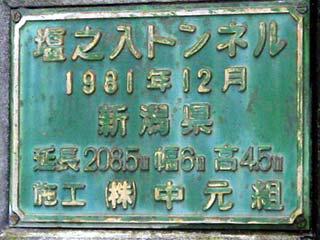 塩之入トンネル
1981年12月
新潟県
延長208.5m 幅6m 高4.5m
施工 ㈱中元組